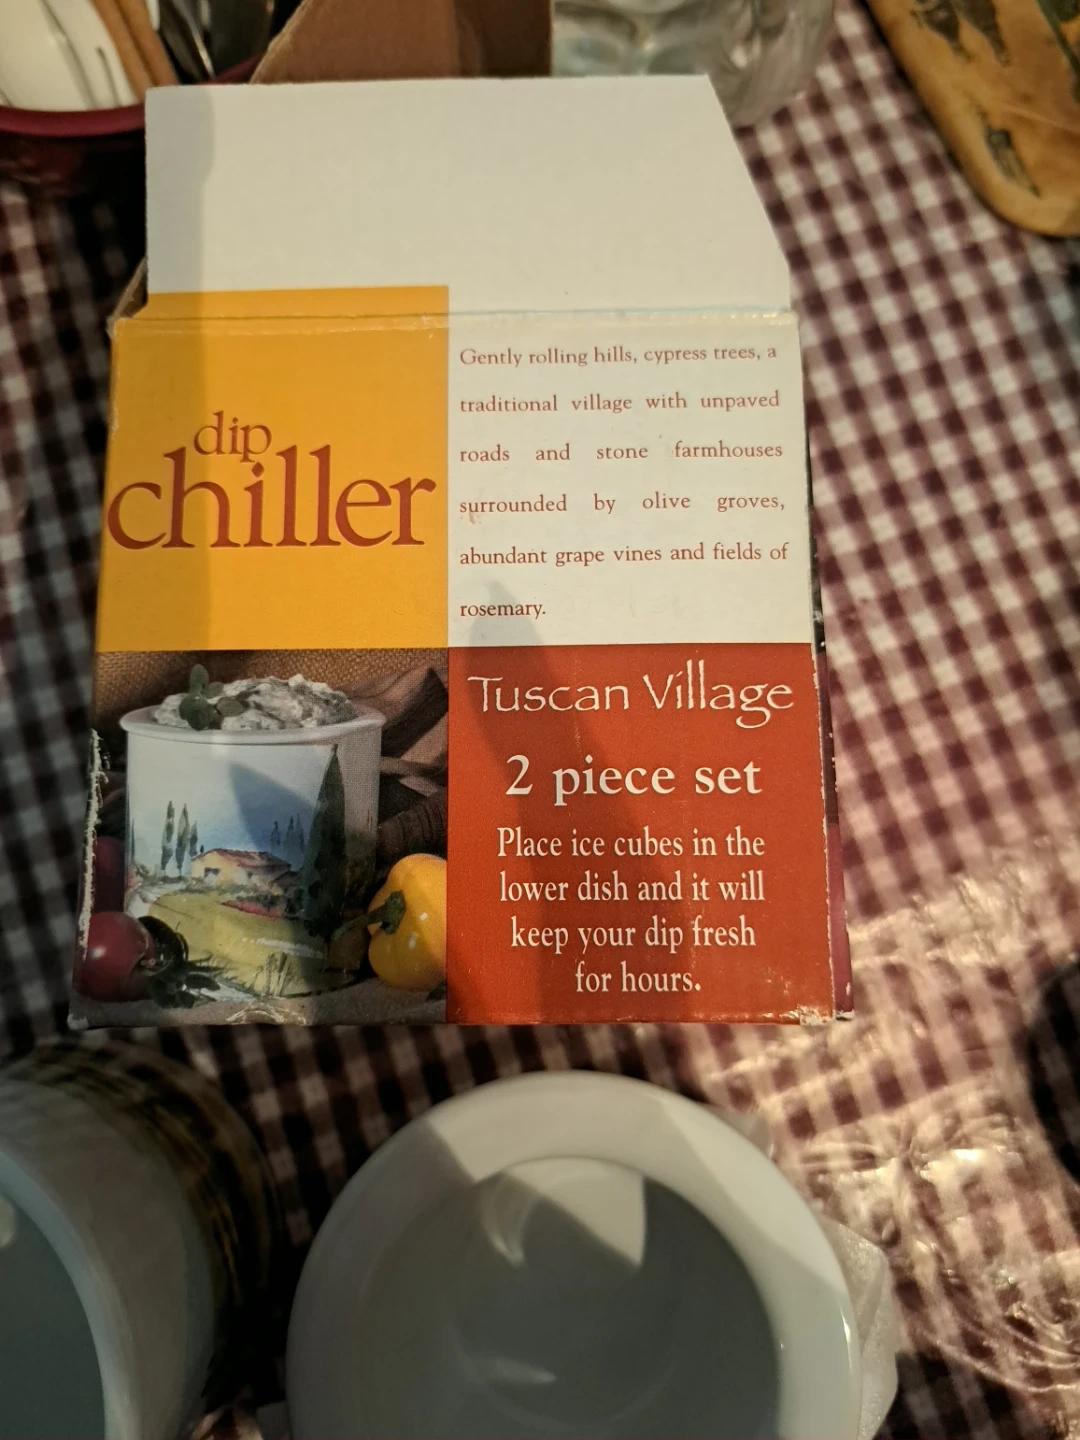 dip
chiller
Gently rolling hills, cypress trees, a
traditional village with unpaved
roads and stone farmhouses
surrounded by olive groves,
abundant grape vines and fields of
rosemary.
Tuscan Village
2 piece set
Place ice cubes in the
lower dish and it will
keep your dip fresh
for hours.